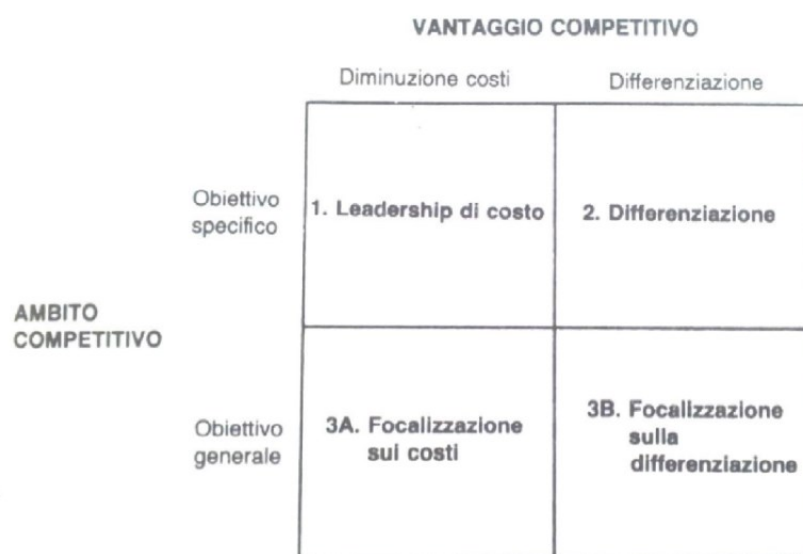 VANTAGGIO COMPETITIVO
Diminuzione costi
Differenziazione
Obiettivo
specifico
1. Leadership di costo
2. Differenziazione
AMBITO
COMPETITIVO
Obiettivo
generale
3A. Focalizzazione
sui costi
3B. Focalizzazione
sulla
differenziazione